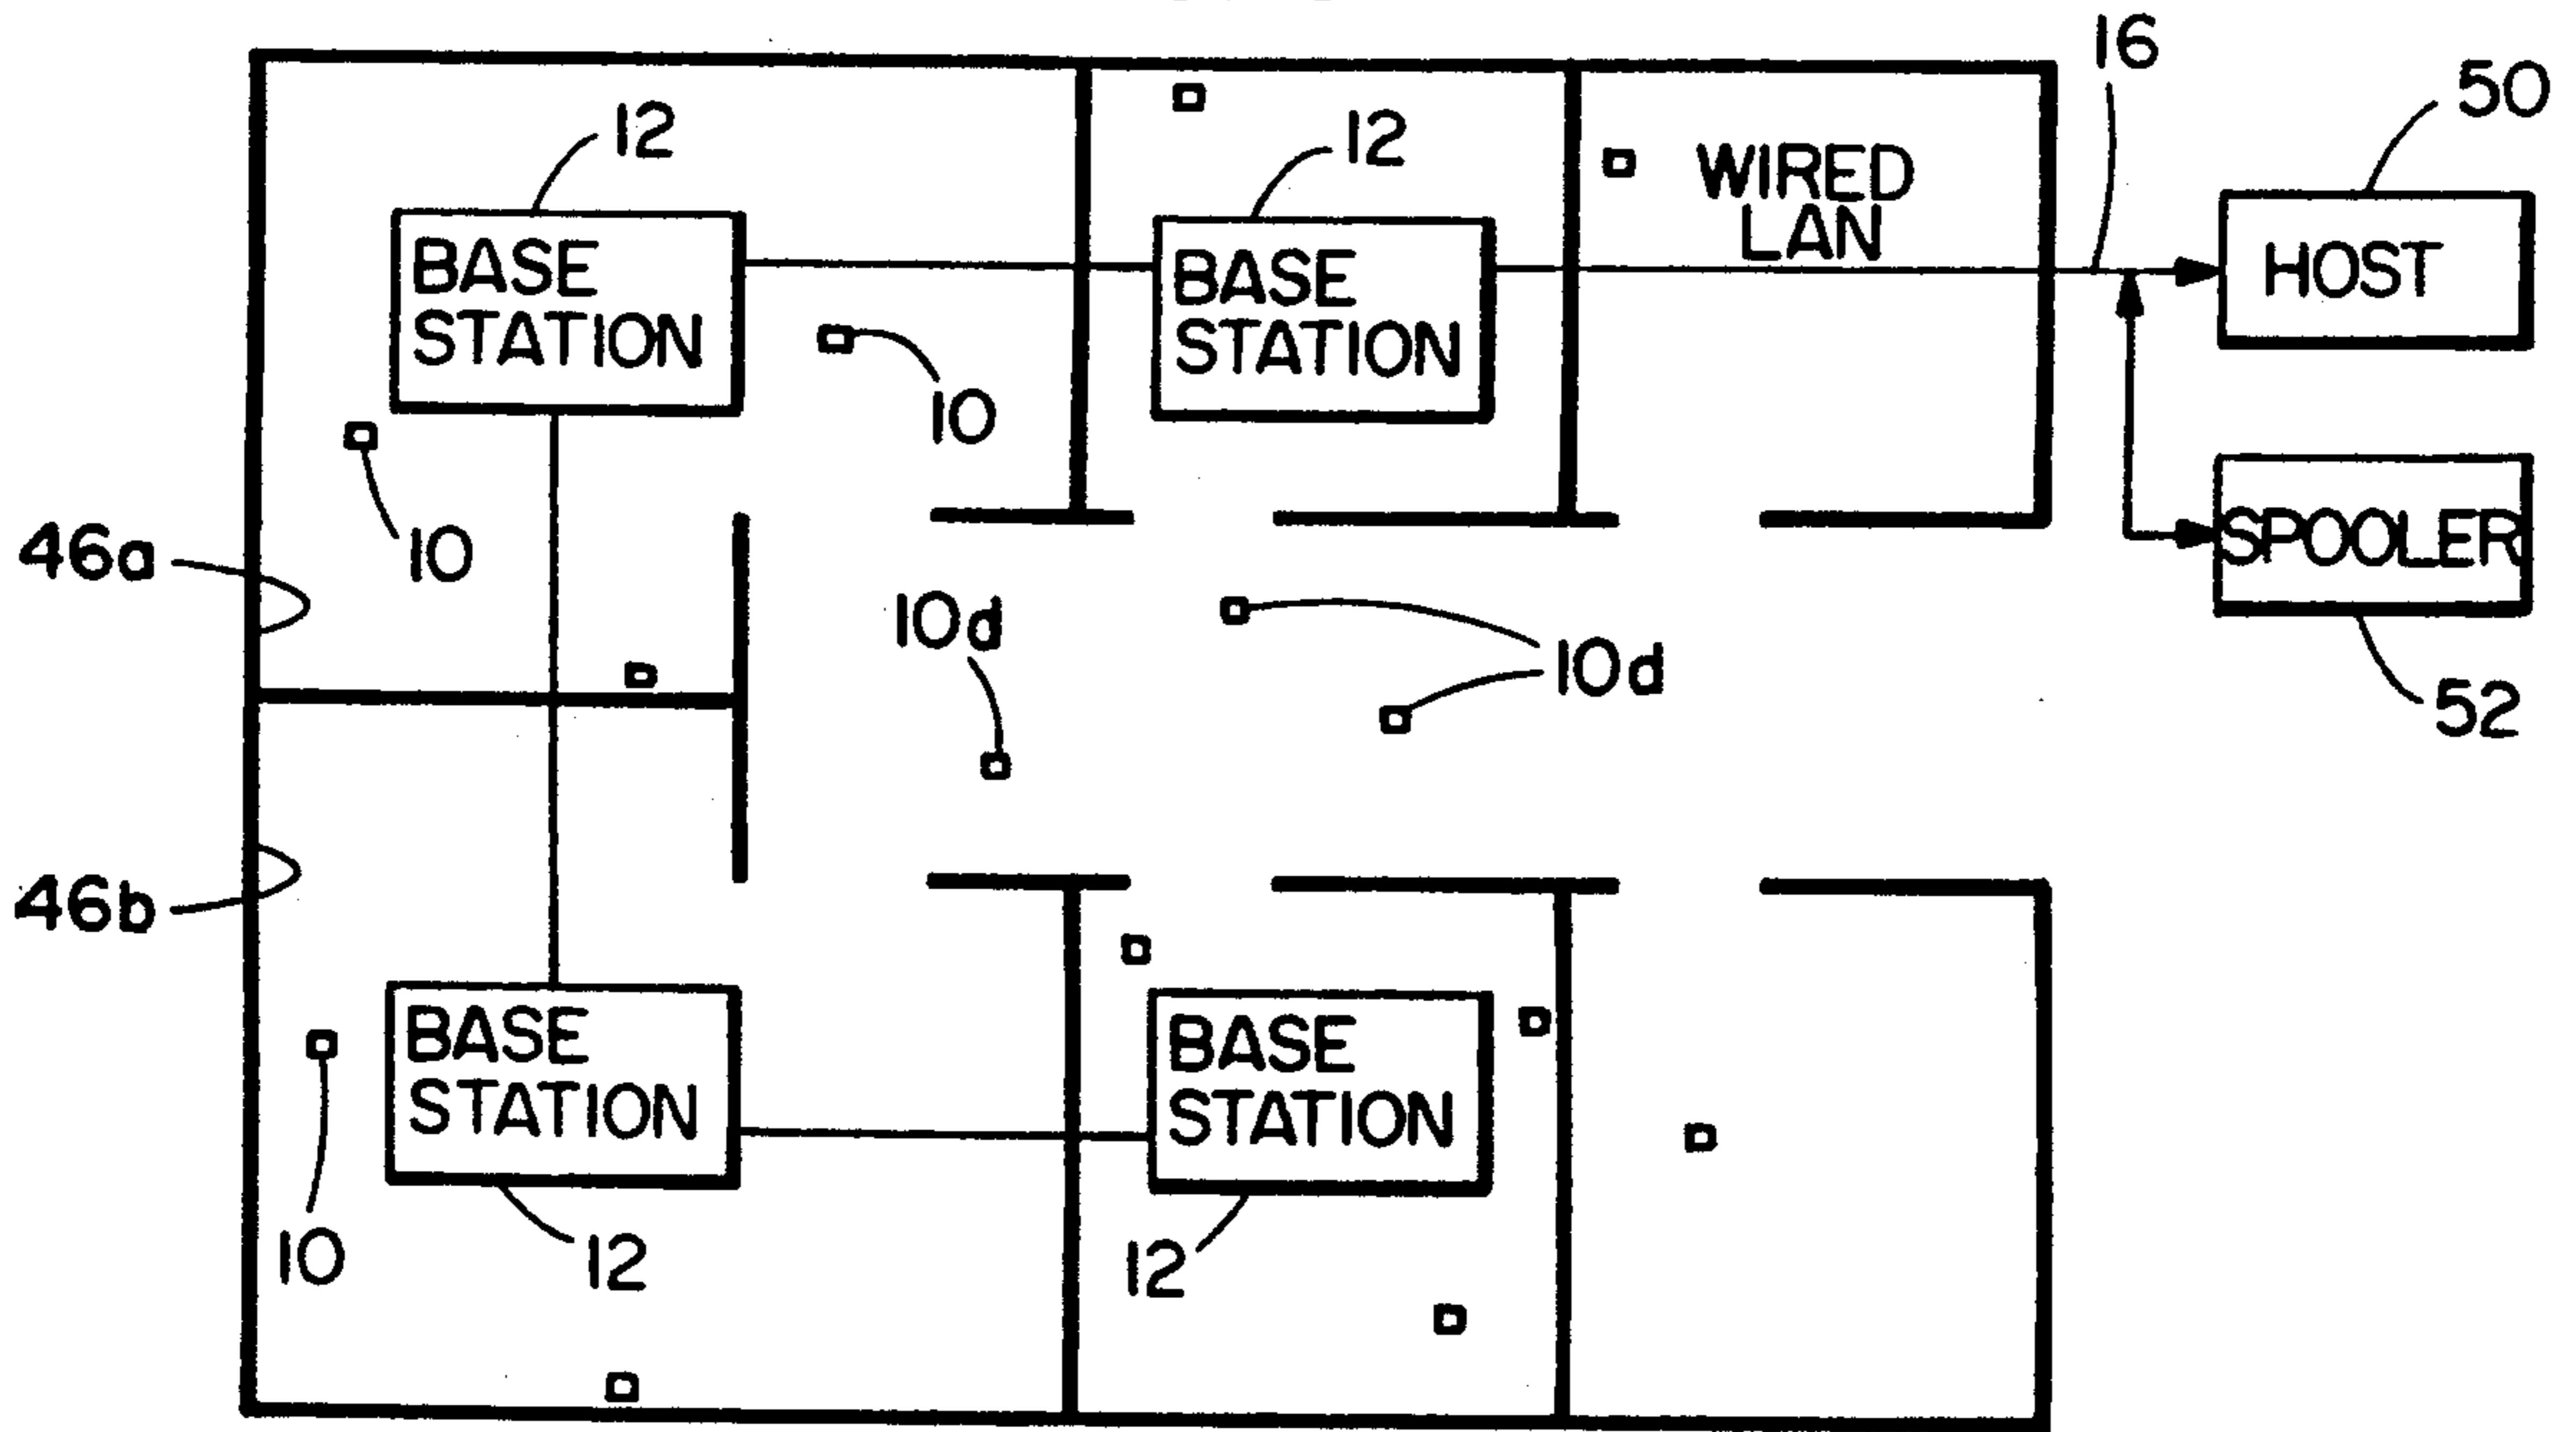 16
50
12
12
WIRED
LAN
BASE
STATION
BASE
STATION
HOST
10
10
46a
10d
10d
SPOOLER
52
46b
BASE
STATION
BASE
STATION
10
12
12